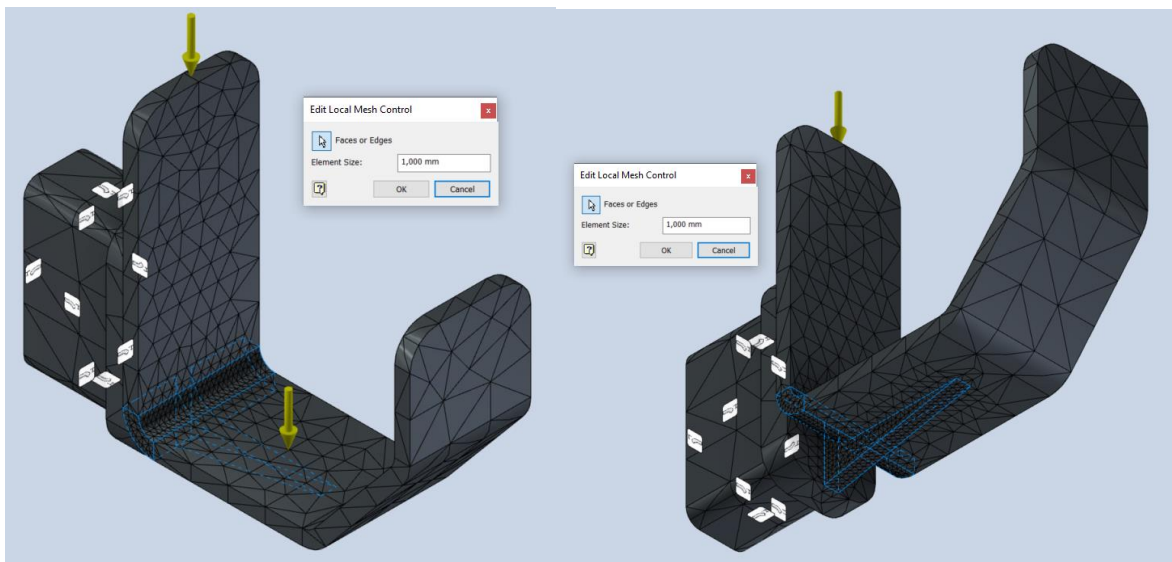 Edit Local Mesh Control
x
Faces or Edges
Element Size: 1,000 mm
OK Cancel
Edit Local Mesh Control
x
Faces or Edges
Element Size: 1,000 mm
OK Cancel